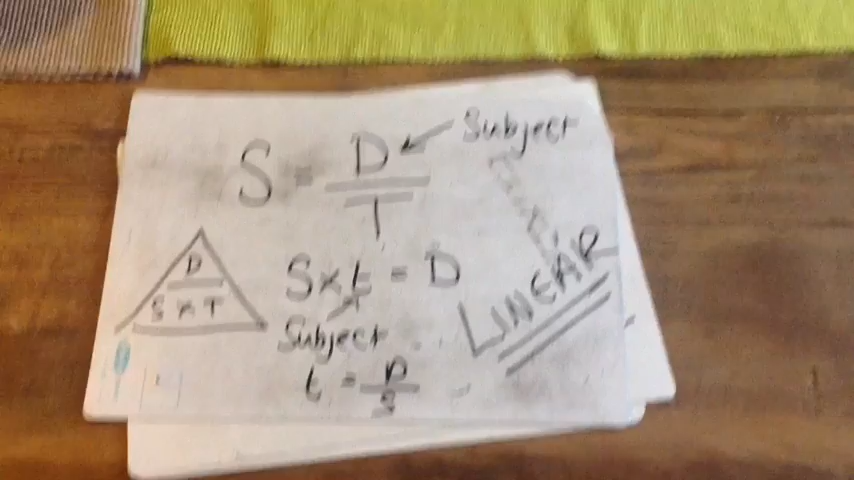 S = D Subject
T
D
S x T
S x t = D
LINEAR
Subject
t = D